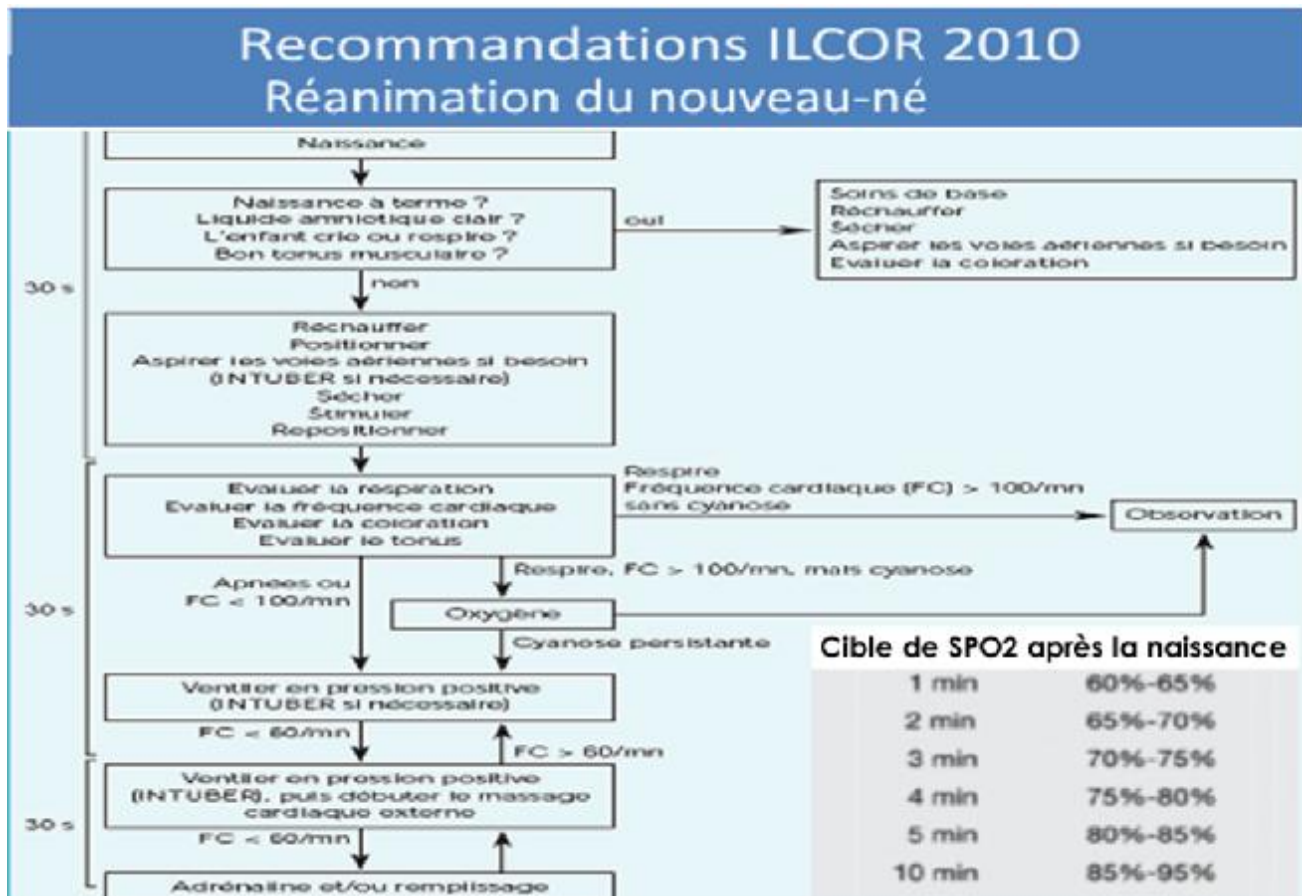 Recommandations ILCOR 2010
Réanimation du nouveau-né
Naissance
Naissance à terme ?
Liquide amniotique clair ?
L'enfant crie ou respire ?
Bon tonus musculaire ?
oui
Soins de base
Réchauffer
Sécher
Aspirer les voies aériennes si besoin
Evaluer la coloration
non
30 s
Réchauffer
Positionner
Aspirer les voies aériennes si besoin
(INTUBER si nécessaire)
Sécher
Stimuler
Repositionner
Evaluer la respiration
Evaluer la fréquence cardiaque
Evaluer la coloration
Evaluer le tonus
Respire
Fréquence cardiaque (FC) > 100/mn
sans cyanose
Observation
Apnées ou
FC < 100/mn
Respire, FC > 100/mn, mais cyanose
30 s
Oxygène
Cyanose persistante
Ventiler en pression positive
(INTUBER si nécessaire)
FC < 60/mn
FC > 60/mn
Ventiler en pression positive
(INTUBER), puis débuter le massage
cardiaque externe
30 s
FC < 60/mn
Adrénaline et/ou remplissage
Cible de SPO2 après la naissance
1 min 60%-65%
2 min 65%-70%
3 min 70%-75%
4 min 75%-80%
5 min 80%-85%
10 min 85%-95%